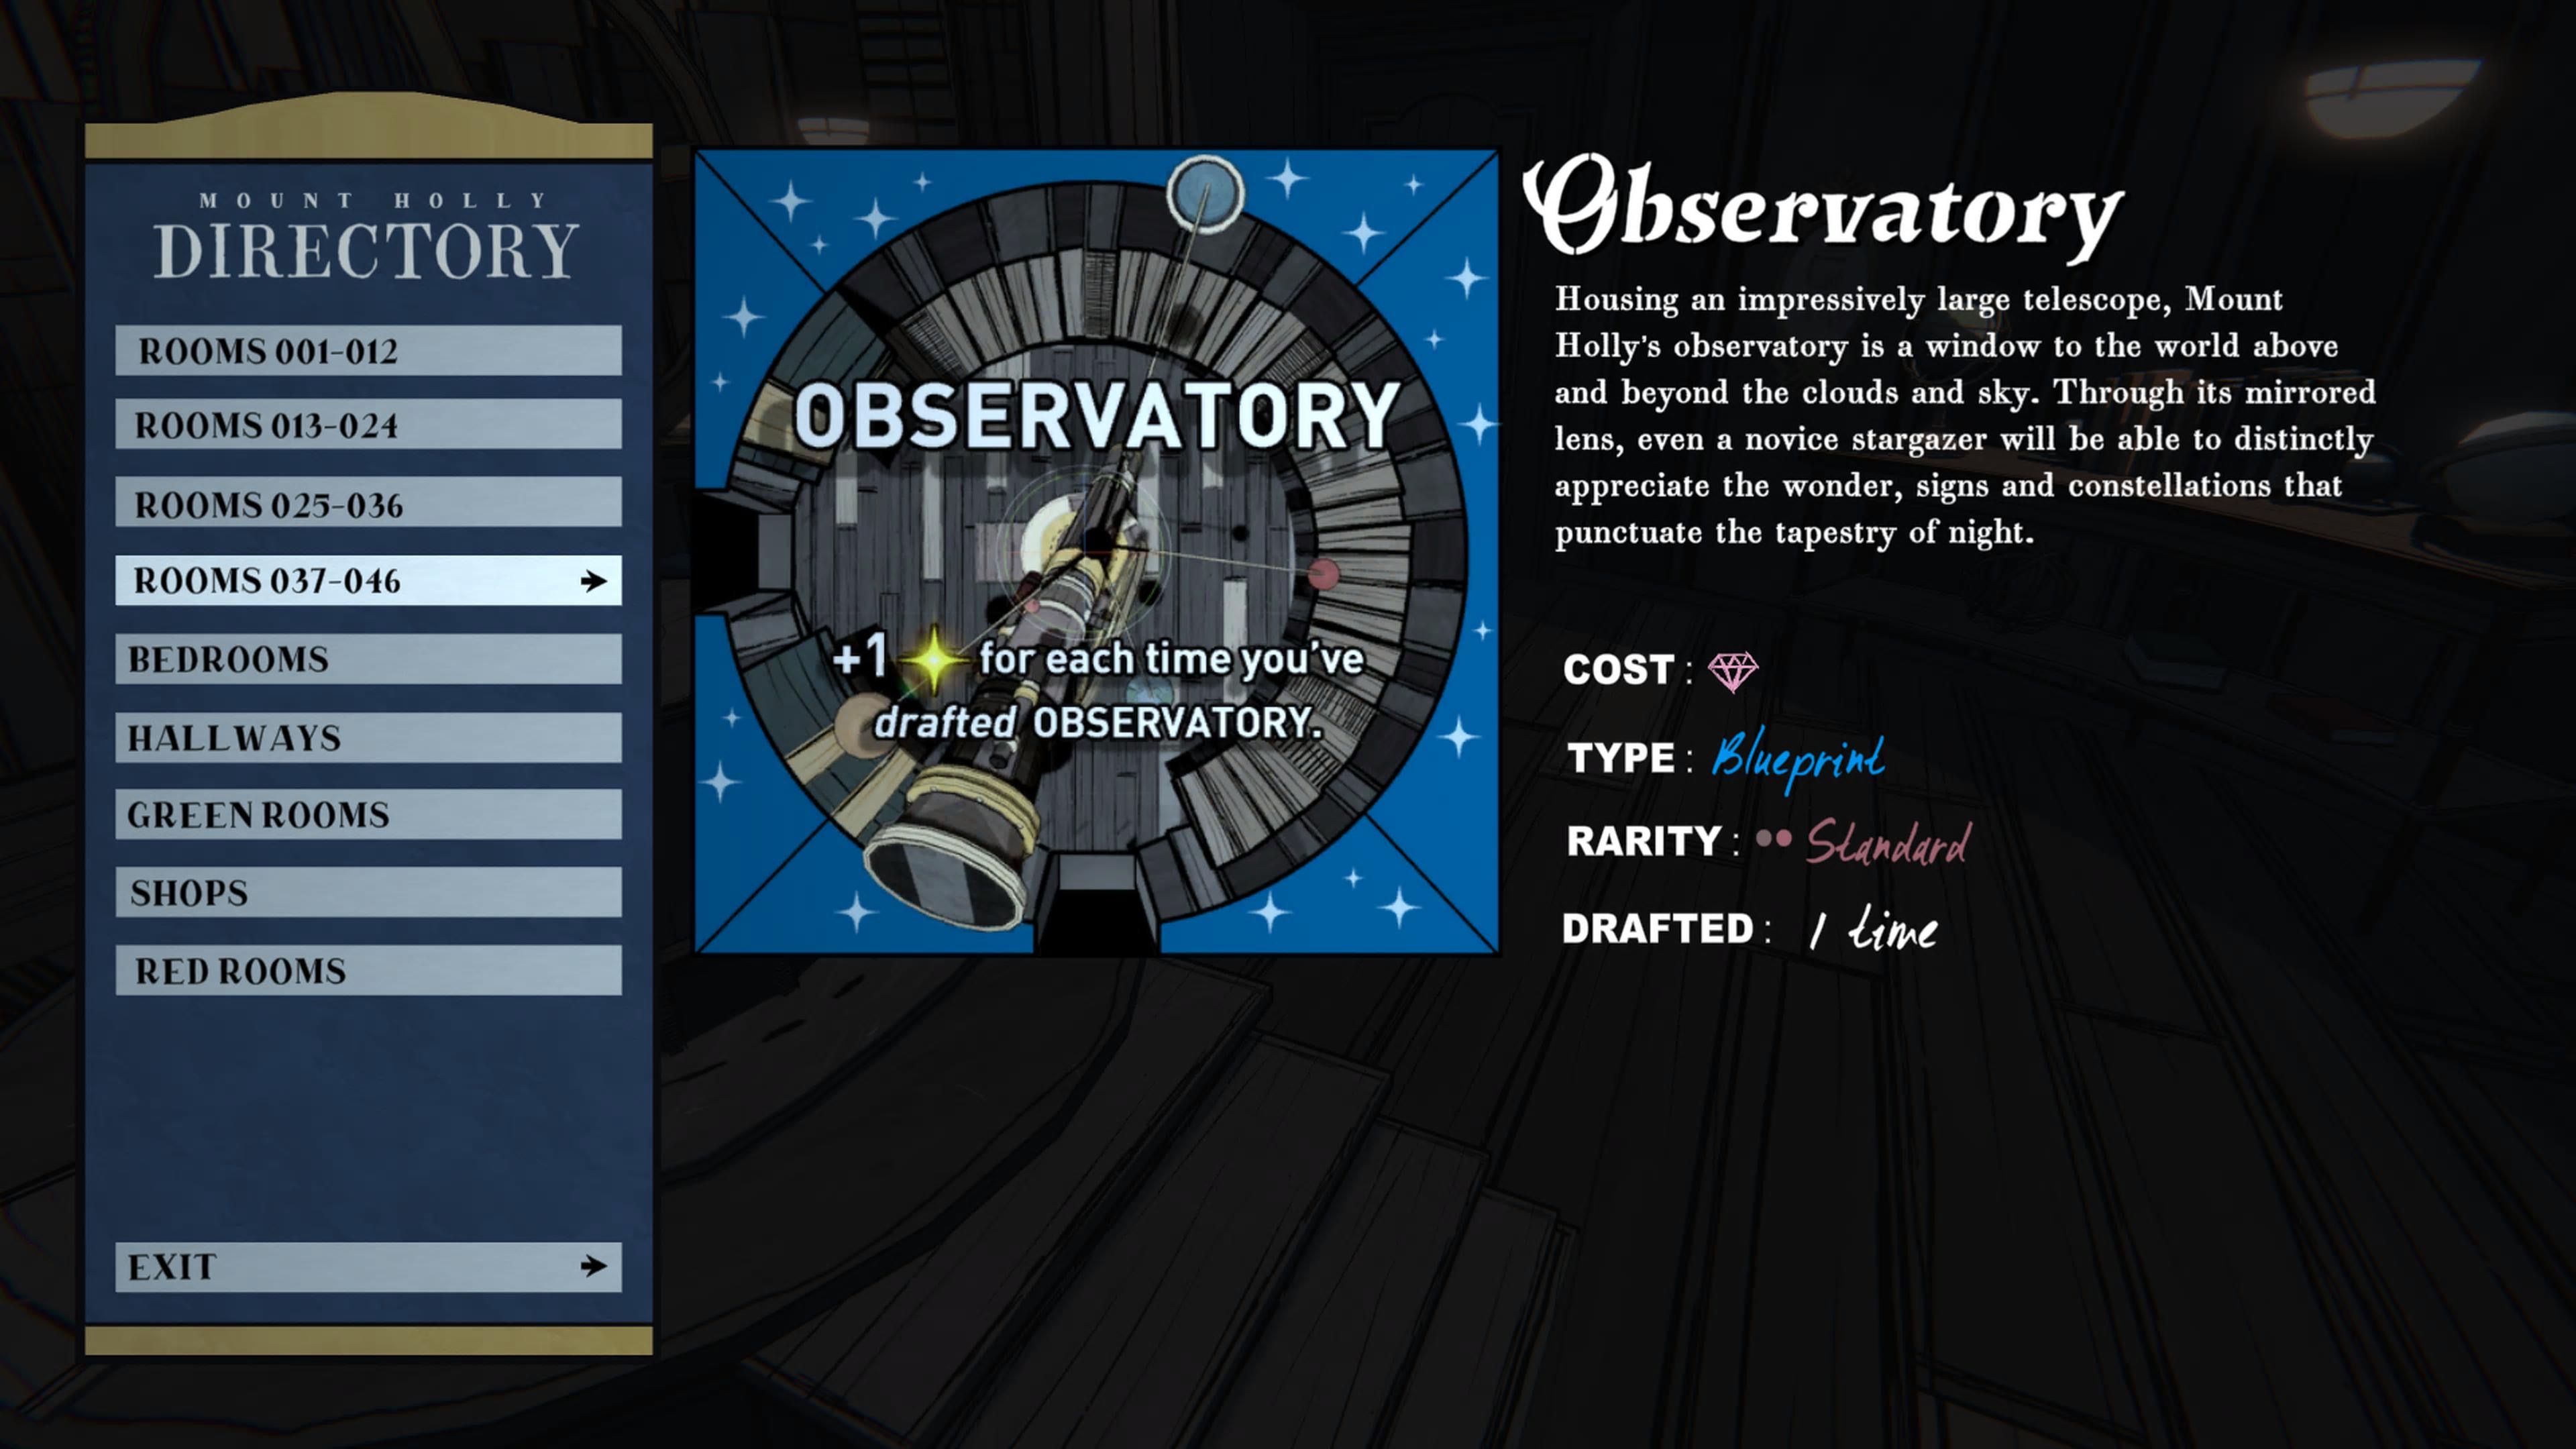 MOUNT HOLLY
DIRECTORY
ROOMS 001-012
ROOMS 013-024
ROOMS 025-036
ROOMS 037-046
BEDROOMS
HALLWAYS
GREEN ROOMS
SHOPS
RED ROOMS
EXIT
OBSERVATORY
+1 for each time you've
drafted OBSERVATORY.
Observatory
Housing an impressively large telescope, Mount
Holly's observatory is a window to the world above
and beyond the clouds and sky. Through its mirrored
lens, even a novice stargazer will be able to distinctly
appreciate the wonder, signs and constellations that
punctuate the tapestry of night.
COST :
TYPE : Blueprint
RARITY : Standard
DRAFTED : 1 time